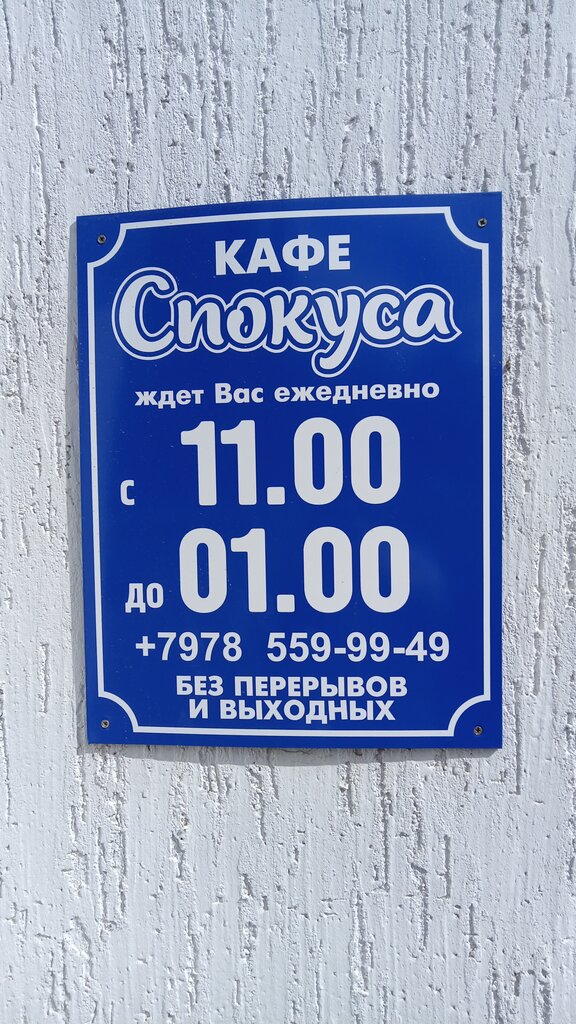 КАФЕ
Спокуса
ждет Вас ежедневно
с 11.00
до 01.00
+7978 559-99-49
БЕЗ ПЕРЕРЫВОВ
И ВЫХОДНЫХ